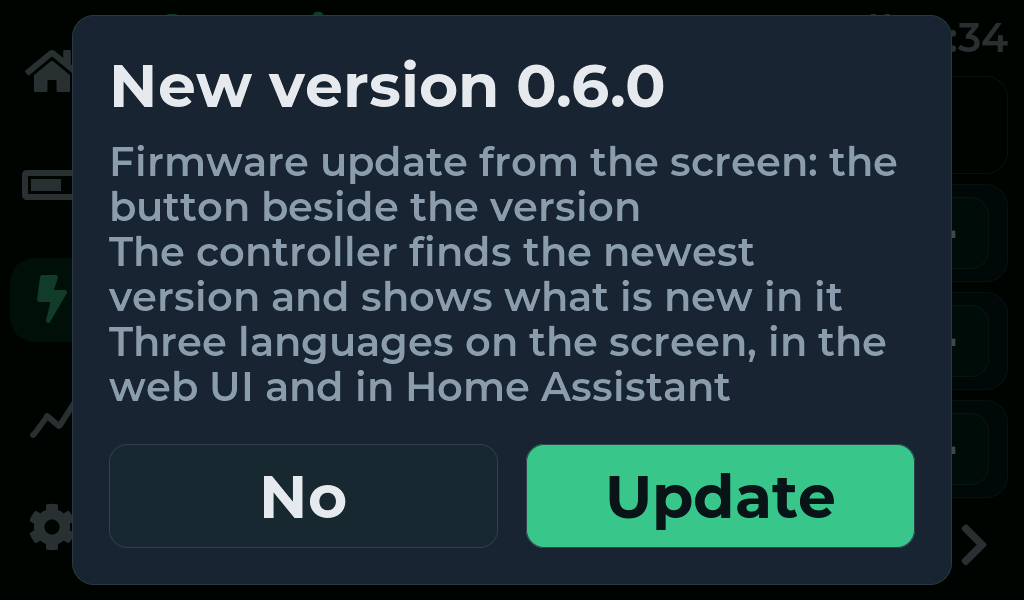 :34
New version 0.6.0
Firmware update from the screen: the
button beside the version
The controller finds the newest
version and shows what is new in it
Three languages on the screen, in the
web UI and in Home Assistant
No
Update